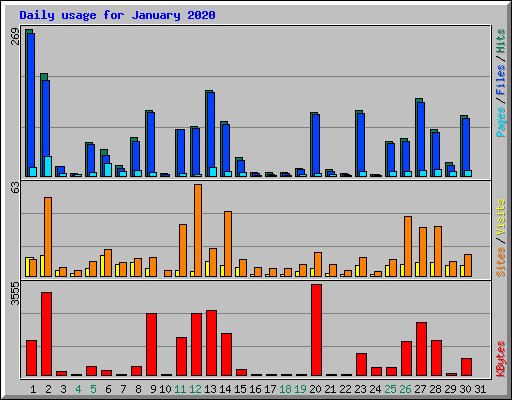 Daily usage for January 2020
269
Pages / Files / Hits
63
Sites / Visits
3555
KBytes
1 2 3 4 5 6 7 8 9 10 11 12 13 14 15 16 17 18 19 20 21 22 23 24 25 26 27 28 29 30 31